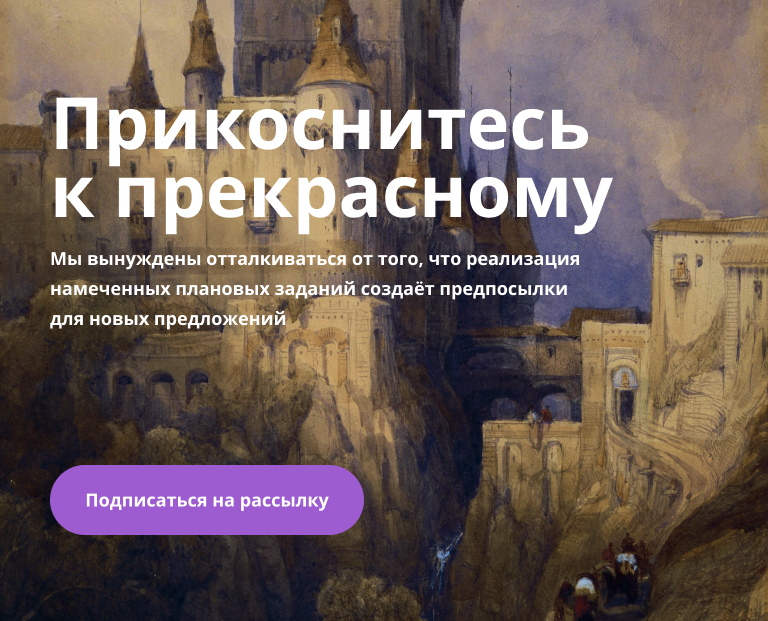 Прикоснитесь
к прекрасному
Мы вынуждены отталкиваться от того, что реализация
намеченных плановых заданий создаёт предпосылки
для новых предложений
Подписаться на рассылку